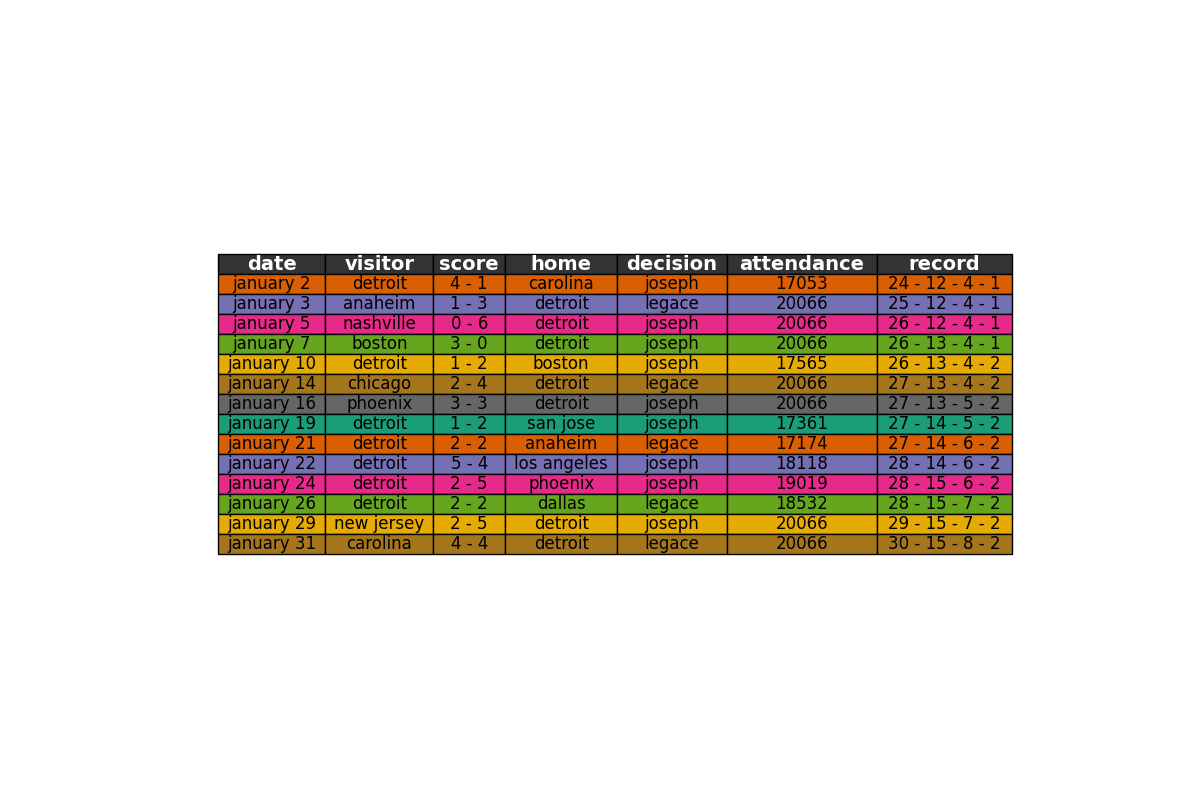 date visitor score home decision attendance record
january 2 detroit 4 - 1 carolina joseph 17053 24 - 12 - 4 - 1
january 3 anaheim 1 - 3 detroit legace 20066 25 - 12 - 4 - 1
january 5 nashville 0 - 6 detroit joseph 20066 26 - 12 - 4 - 1
january 7 boston 3 - 0 detroit joseph 20066 26 - 13 - 4 - 1
january 10 detroit 1 - 2 boston joseph 17565 26 - 13 - 4 - 2
january 14 chicago 2 - 4 detroit legace 20066 27 - 13 - 4 - 2
january 16 phoenix 3 - 3 detroit joseph 20066 27 - 13 - 5 - 2
january 19 detroit 1 - 2 san jose joseph 17361 27 - 14 - 5 - 2
january 21 detroit 2 - 2 anaheim legace 17174 27 - 14 - 6 - 2
january 22 detroit 5 - 4 los angeles joseph 18118 28 - 14 - 6 - 2
january 24 detroit 2 - 5 phoenix joseph 19019 28 - 15 - 6 - 2
january 26 detroit 2 - 2 dallas legace 18532 28 - 15 - 7 - 2
january 29 new jersey 2 - 5 detroit joseph 20066 29 - 15 - 7 - 2
january 31 carolina 4 - 4 detroit legace 20066 30 - 15 - 8 - 2